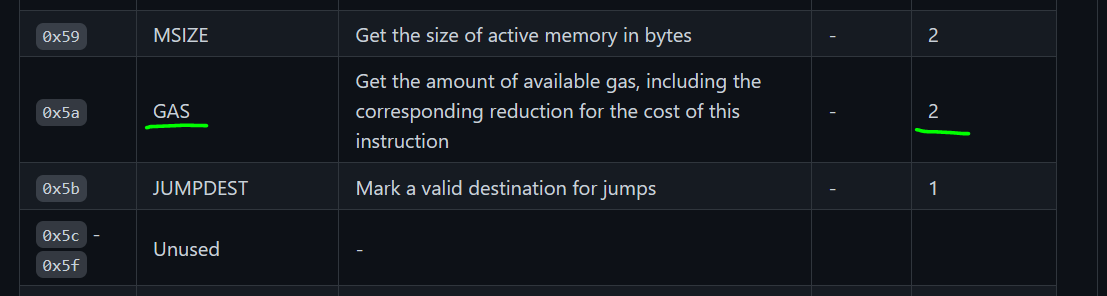 0x59 MSIZE Get the size of active memory in bytes - 2
0x5a GAS Get the amount of available gas, including the
corresponding reduction for the cost of this
instruction - 2
0x5b JUMPDEST Mark a valid destination for jumps - 1
0x5c -
0x5f Unused -